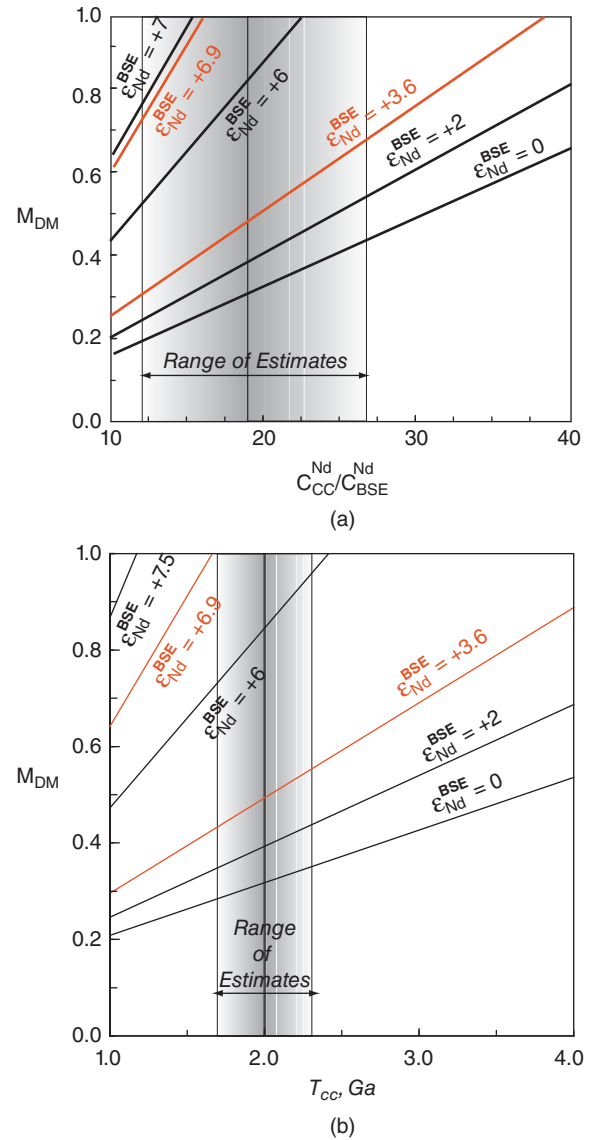 1.0
0.8
0.6
M_DM
0.4
0.2
0.0
ε_Nd^BSE = +7
ε_Nd^BSE = +6.9
ε_Nd^BSE = +6
ε_Nd^BSE = +3.6
ε_Nd^BSE = +2
ε_Nd^BSE = 0
Range of Estimates
10 20 30 40
C_CC^Nd/C_BSE^Nd
(a)
1.0
0.8
0.6
M_DM
0.4
0.2
0.0
ε_Nd^BSE = +7.5
ε_Nd^BSE = +6.9
ε_Nd^BSE = +6
ε_Nd^BSE = +3.6
ε_Nd^BSE = +2
ε_Nd^BSE = 0
Range
of
Estimates
1.0 2.0 3.0 4.0
T_cc, Ga
(b)